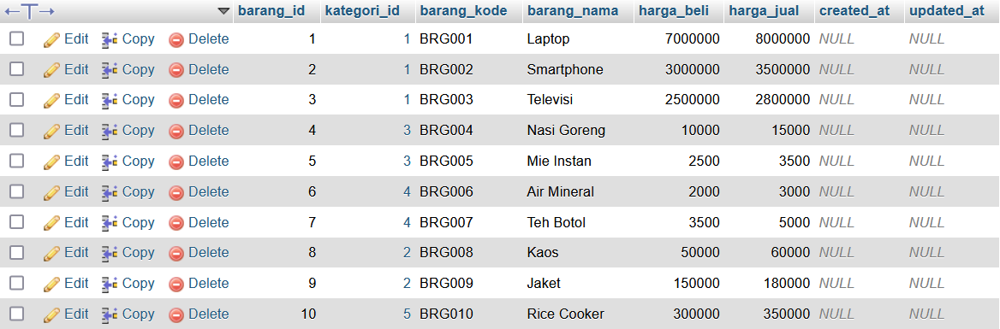 barang_id kategori_id barang_kode barang_nama harga_beli harga_jual created_at updated_at
Edit Copy Delete 1 1 BRG001 Laptop 7000000 8000000 NULL NULL
Edit Copy Delete 2 1 BRG002 Smartphone 3000000 3500000 NULL NULL
Edit Copy Delete 3 1 BRG003 Televisi 2500000 2800000 NULL NULL
Edit Copy Delete 4 3 BRG004 Nasi Goreng 10000 15000 NULL NULL
Edit Copy Delete 5 3 BRG005 Mie Instan 2500 3500 NULL NULL
Edit Copy Delete 6 4 BRG006 Air Mineral 2000 3000 NULL NULL
Edit Copy Delete 7 4 BRG007 Teh Botol 3500 5000 NULL NULL
Edit Copy Delete 8 2 BRG008 Kaos 50000 60000 NULL NULL
Edit Copy Delete 9 2 BRG009 Jaket 150000 180000 NULL NULL
Edit Copy Delete 10 5 BRG010 Rice Cooker 300000 350000 NULL NULL